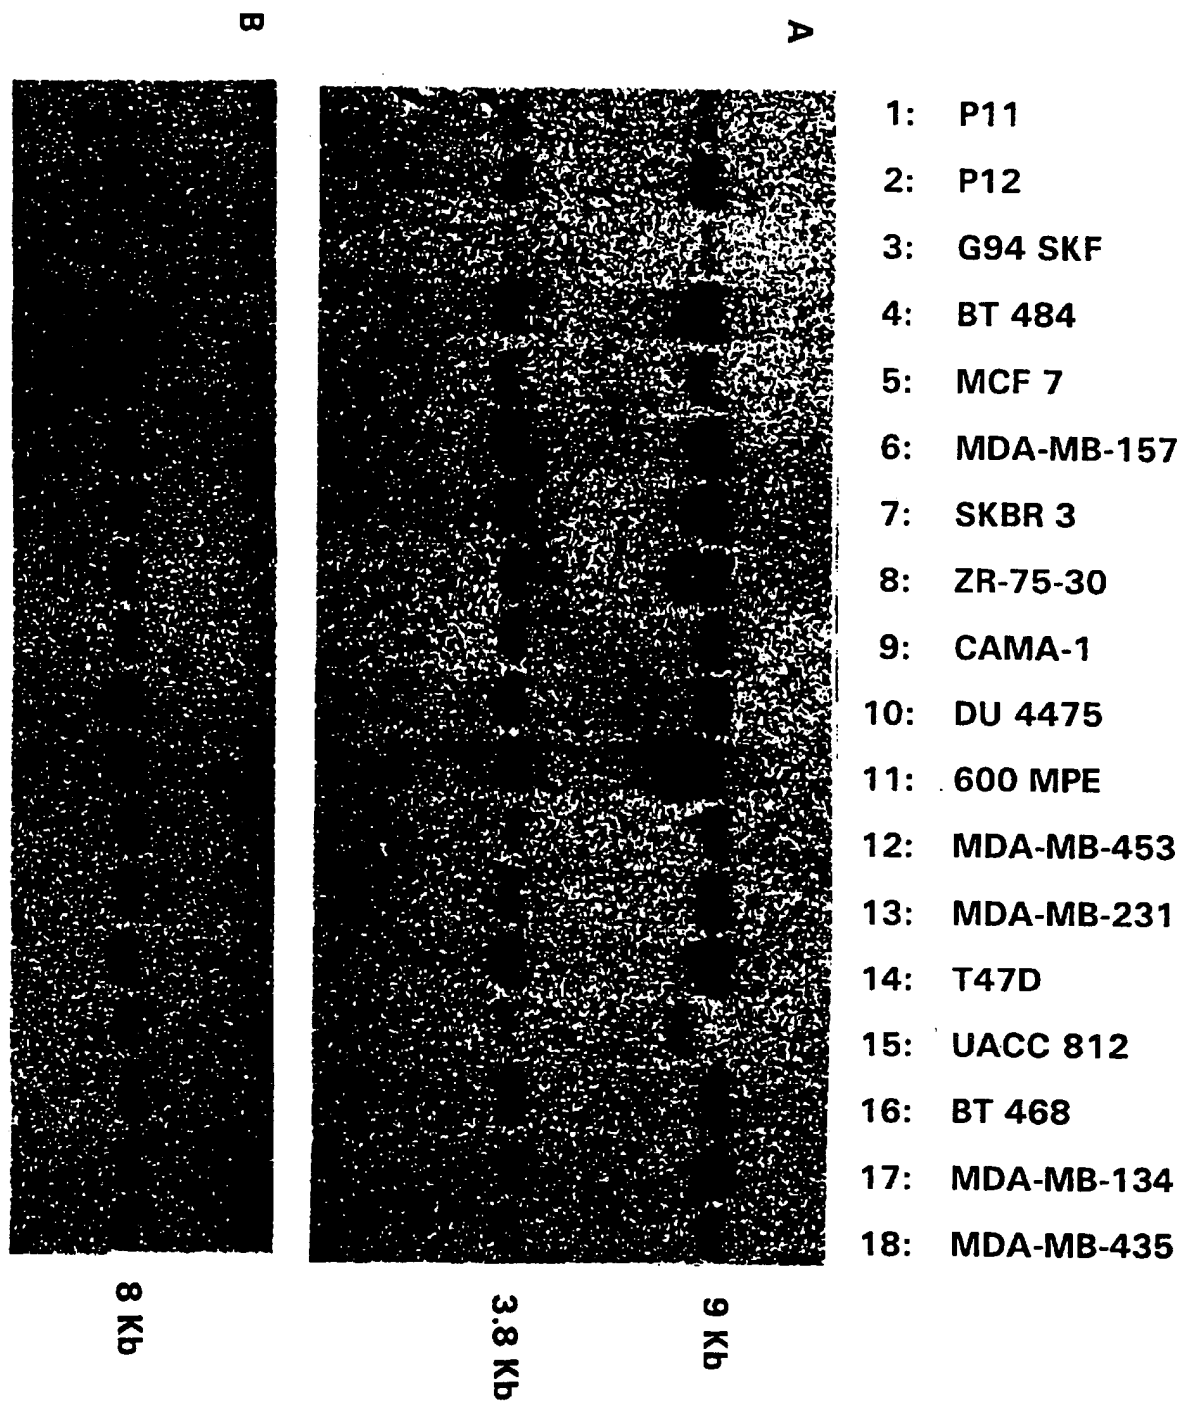 B
A
1: P11
2: P12
3: G94 SKF
4: BT 484
5: MCF 7
6: MDA-MB-157
7: SKBR 3
8: ZR-75-30
9: CAMA-1
10: DU 4475
11: 600 MPE
12: MDA-MB-453
13: MDA-MB-231
14: T47D
15: UACC 812
16: BT 468
17: MDA-MB-134
18: MDA-MB-435
8 Kb
3.8 Kb
9 Kb